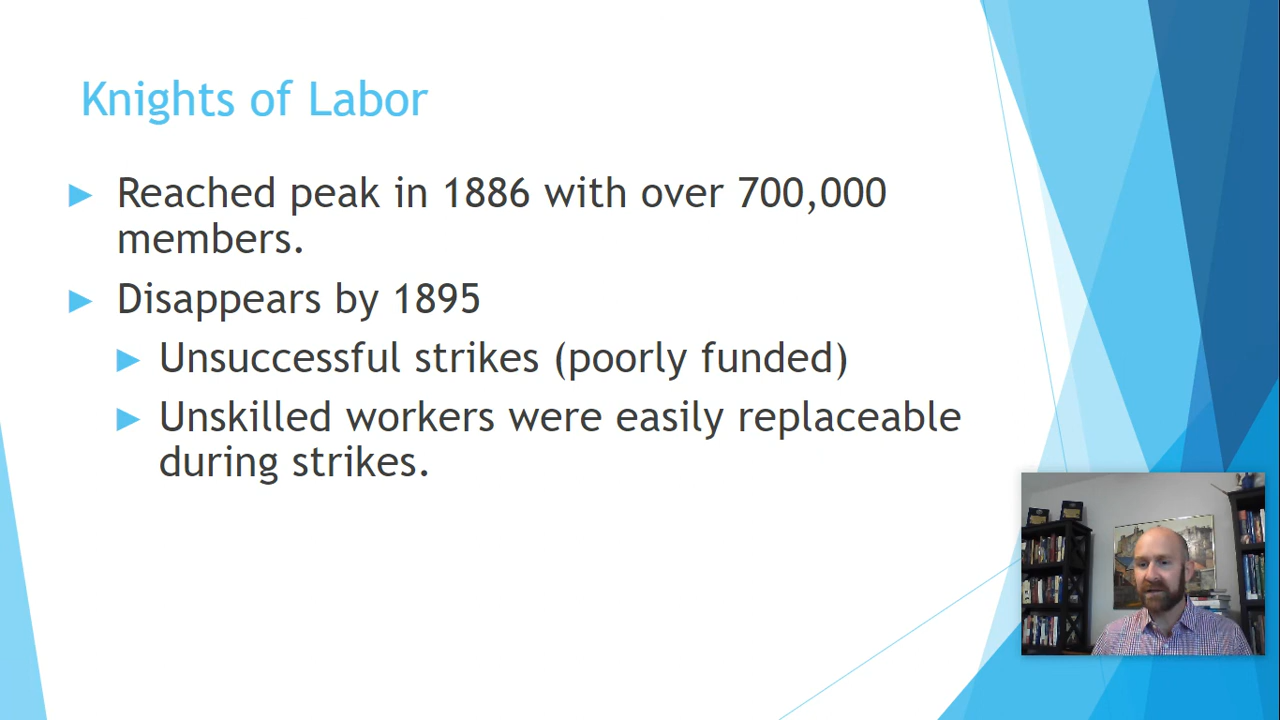 Knights of Labor
Reached peak in 1886 with over 700,000
members.
Disappears by 1895
Unsuccessful strikes (poorly funded)
Unskilled workers were easily replaceable
during strikes.